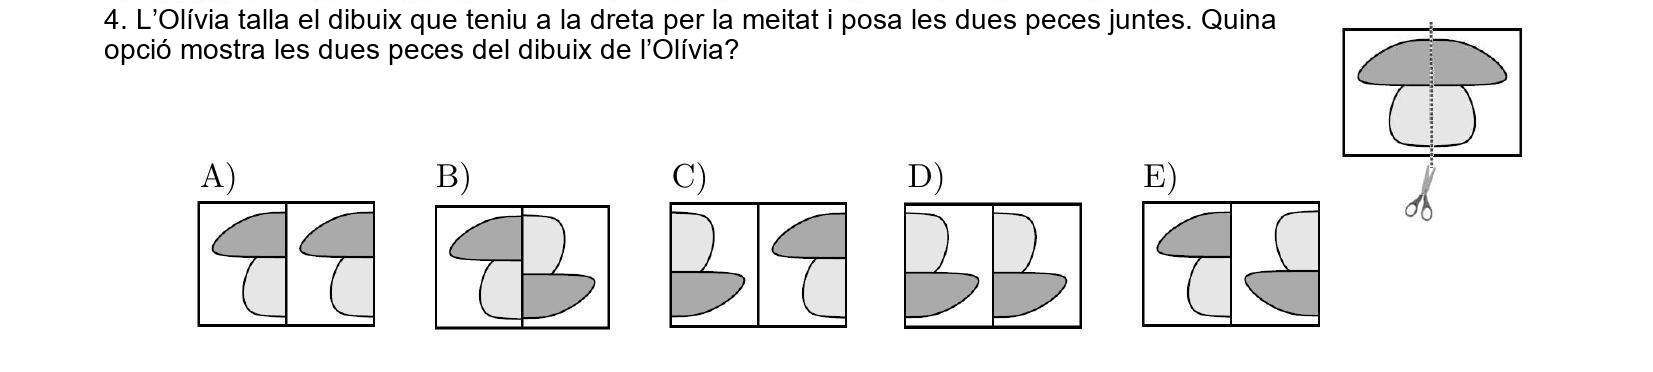 4. L’Olívia talla el dibuix que teniu a la dreta per la meitat i posa les dues peces juntes. Quina
opció mostra les dues peces del dibuix de l’Olívia?
A) B) C) D) E)